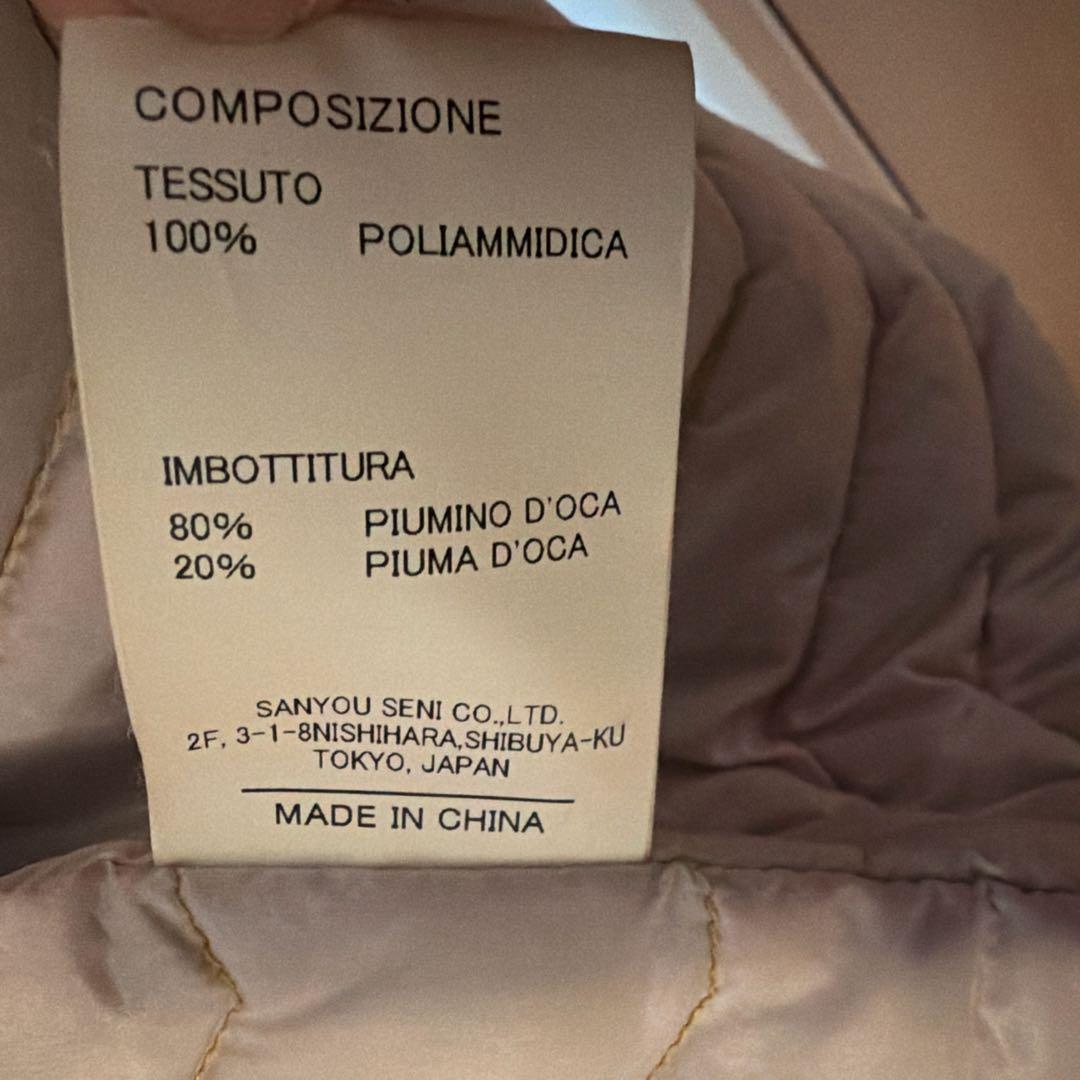 COMPOSIZIONE
TESSUTO
100% POLIAMMIDICA
IMBOTTITURA
80% PIUMINO D'OCA
20% PIUMA D'OCA
SANYOU SENI CO.,LTD.
2F, 3-1-8NISHIHARA,SHIBUYA-KU
TOKYO, JAPAN
MADE IN CHINA